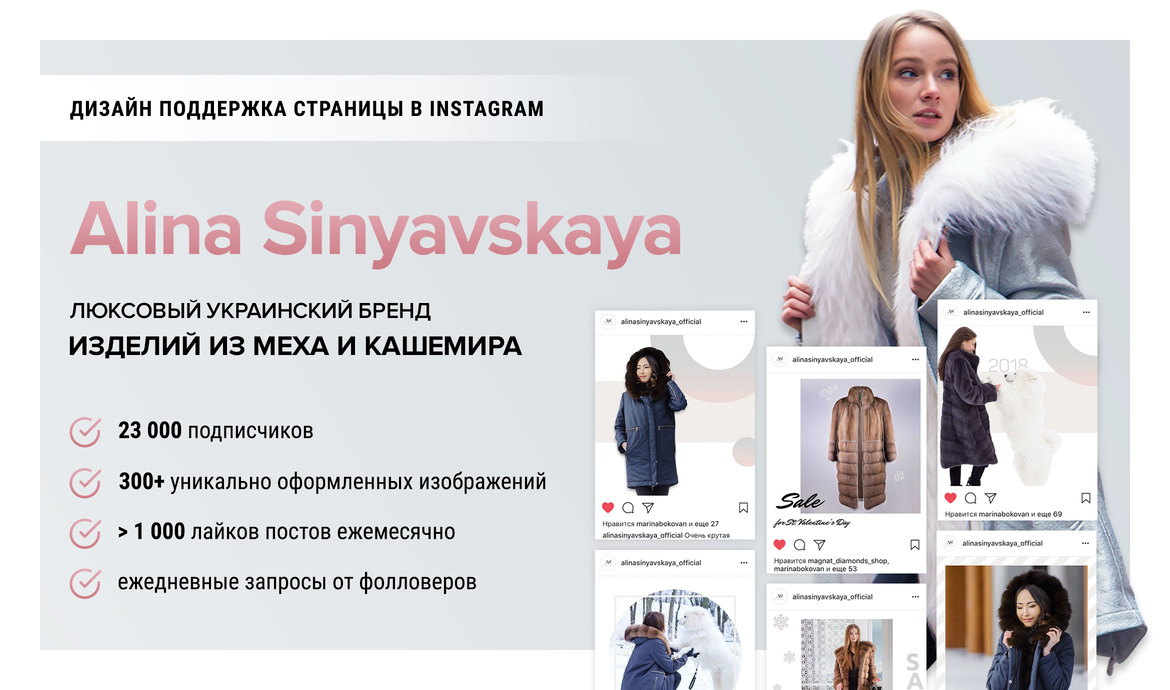 ДИЗАЙН ПОДДЕРЖКА СТРАНИЦЫ В INSTAGRAM
Alina Sinyavskaya
ЛЮКСОВЫЙ УКРАИНСКИЙ БРЕНД
ИЗДЕЛИЙ ИЗ МЕХА И КАШЕМИРА
23 000 подписчиков
300+ уникально оформленных изображений
> 1 000 лайков постов ежемесячно
ежедневные запросы от фолловеров
alinasinyavskaya_official
Нравится marinabokovan и еще 27
alinasinyavskaya_official Очень крутая
alinasinyavskaya_official
alinasinyavskaya_official
Sale
for St. Valentine's Day
Нравится magnat_diamonds_shop,
marinabokovan и еще 53
alinasinyavskaya_official
S
A
alinasinyavskaya_official
2018
Нравится marinabokovan и еще 69
alinasinyavskaya_official